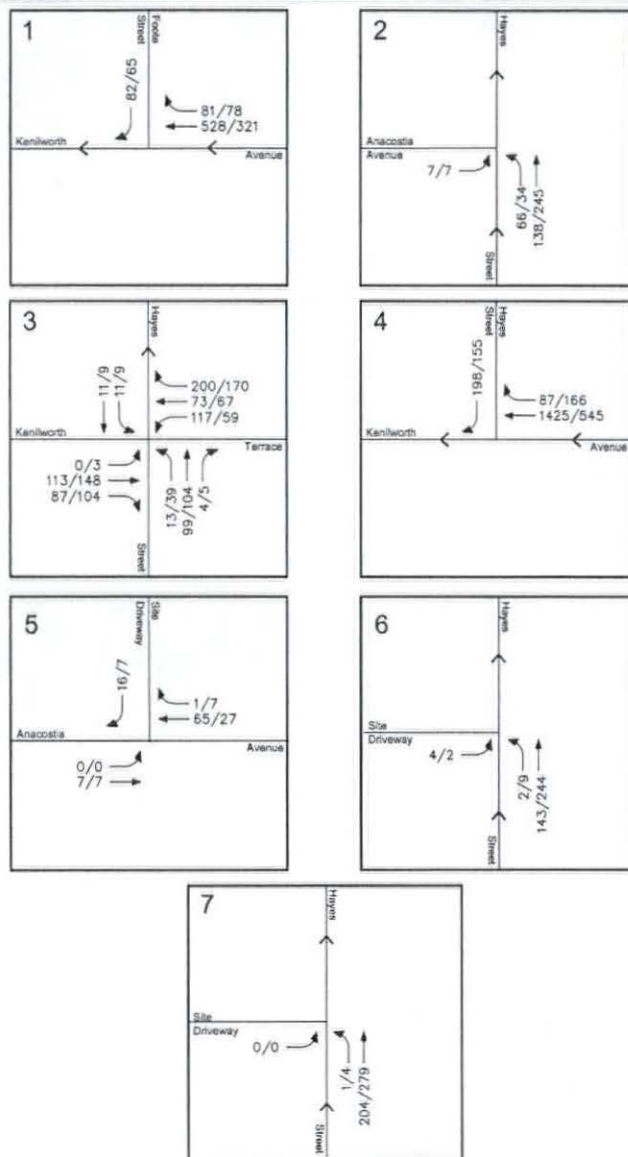 1
Foote
Street
82/65
81/78
528/321
Kenilworth
Avenue
2
Hayes
Anacostia
Avenue
7/7
66/34
138/245
Street
3
Hayes
11/9
11/9
200/170
73/67
117/59
Kenilworth
Terrace
0/3
113/148
87/104
13/39
99/104
4/5
Street
4
Hayes
Street
198/155
87/166
1425/545
Kenilworth
Avenue
5
Site
Driveway
16/7
1/7
65/27
Anacostia
Avenue
0/0
7/7
6
Hayes
Site
Driveway
4/2
2/9
143/244
Street
7
Hayes
Site
Driveway
0/0
1/4
204/279
Street